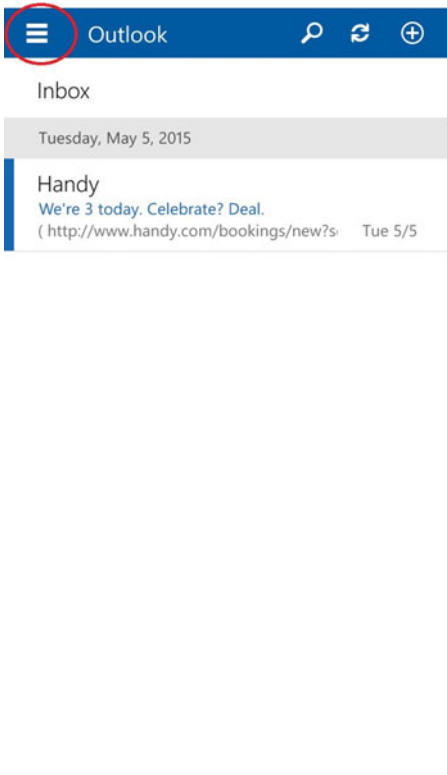 Outlook
Inbox
Tuesday, May 5, 2015
Handy
We're 3 today. Celebrate? Deal.
( http://www.handy.com/bookings/new?s Tue 5/5